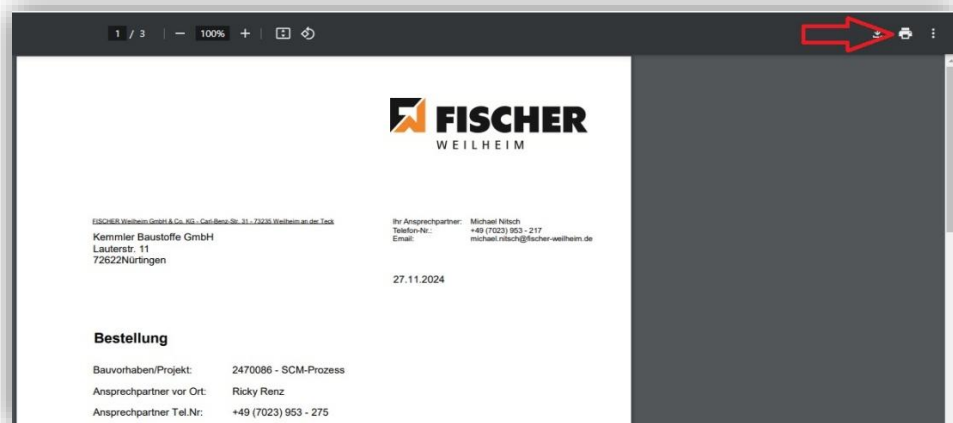 1 / 3 | − 100% + |
FISCHER
WEILHEIM
FISCHER Weilheim GmbH & Co. KG - Carl-Benz-Str. 31 - 73235 Weilheim an der Teck
Kemmler Baustoffe GmbH
Lauterstr. 11
72622Nürtingen
Ihr Ansprechpartner: Michael Nitsch
Telefon-Nr.: +49 (7023) 953 - 217
Email: michael.nitsch@fischer-weilheim.de
27.11.2024
Bestellung
Bauvorhaben/Projekt: 2470086 - SCM-Prozess
Ansprechpartner vor Ort: Ricky Renz
Ansprechpartner Tel.Nr: +49 (7023) 953 - 275